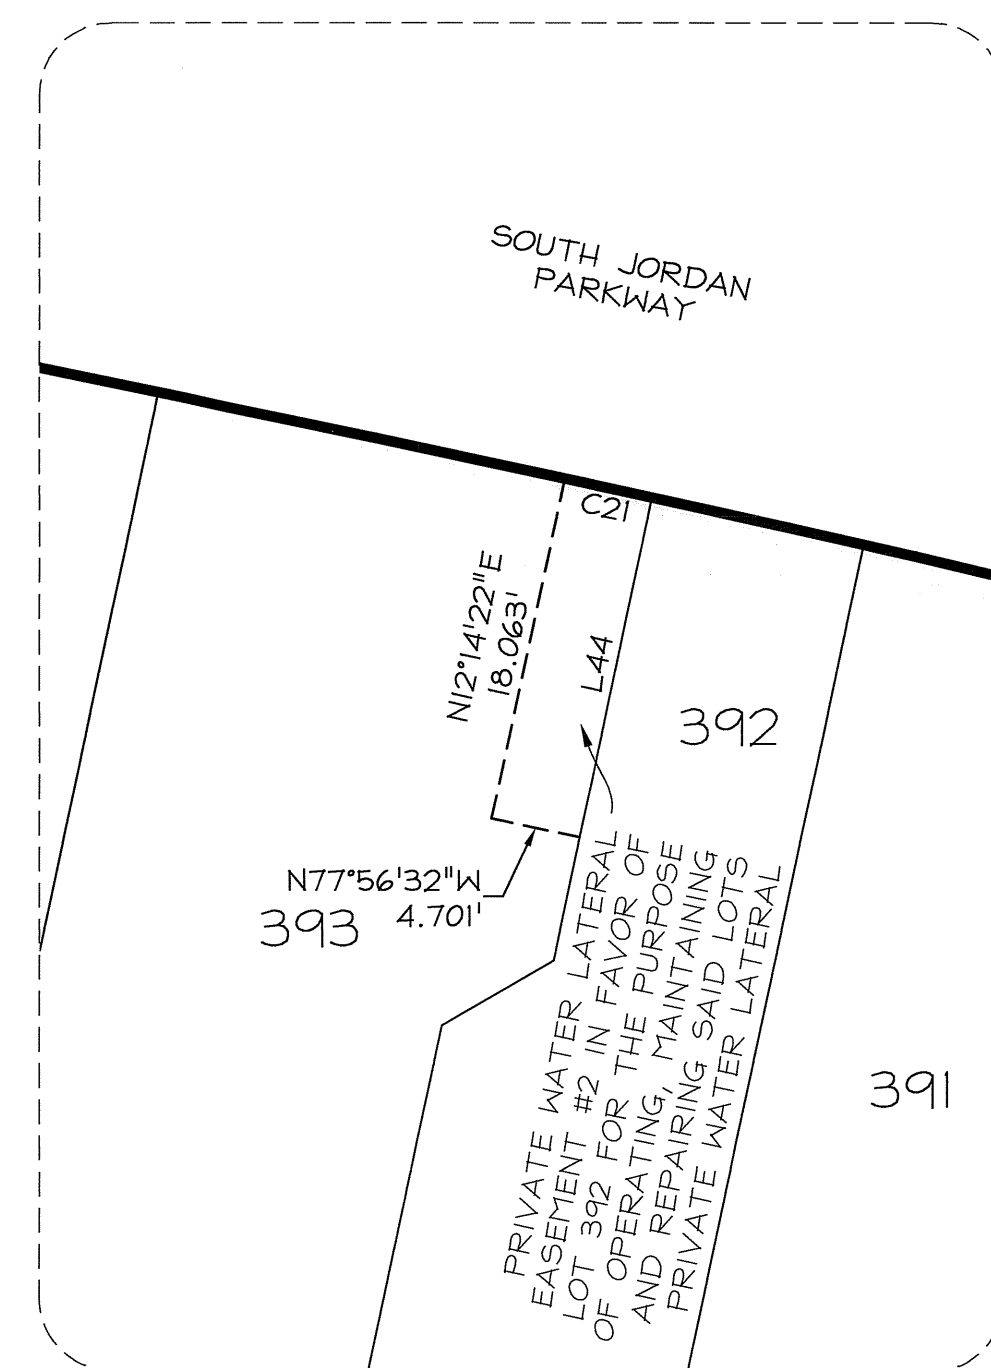 SOUTH JORDAN
PARKWAY
C21
N12°14'22"E
18.063'
L44
392
N77°56'32"W
4.701'
393
PRIVATE WATER LATERAL
EASEMENT #2 IN FAVOR OF
LOT 392 FOR THE PURPOSE
OF OPERATING, MAINTAINING
AND REPAIRING SAID LOTS
PRIVATE WATER LATERAL
391